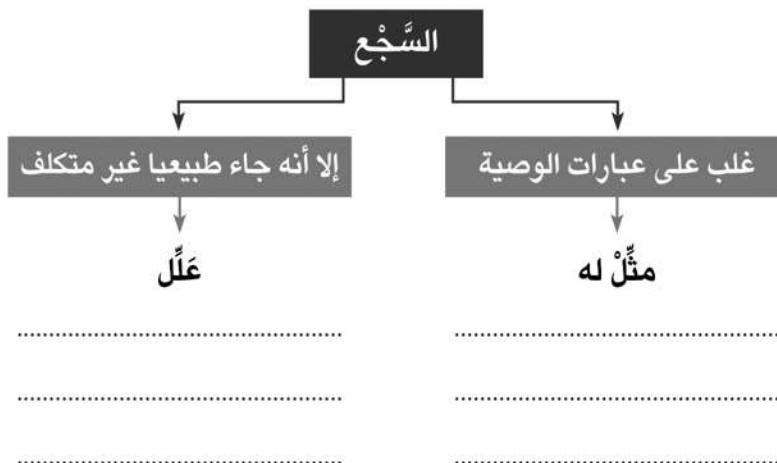 السَّجْع
غلب على عبارات الوصية
إلا أنه جاء طبيعيا غير متكلف
مثِّلْ له
عَلِّل